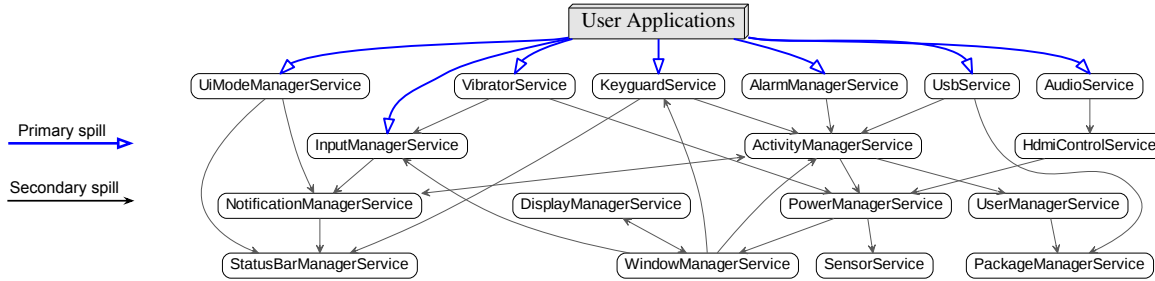 User Applications
UiModeManagerService
VibratorService
KeyguardService
AlarmManagerService
UsbService
AudioService
Primary spill
InputManagerService
ActivityManagerService
HdmiControlService
Secondary spill
NotificationManagerService
DisplayManagerService
PowerManagerService
UserManagerService
StatusBarManagerService
WindowManagerService
SensorService
PackageManagerService